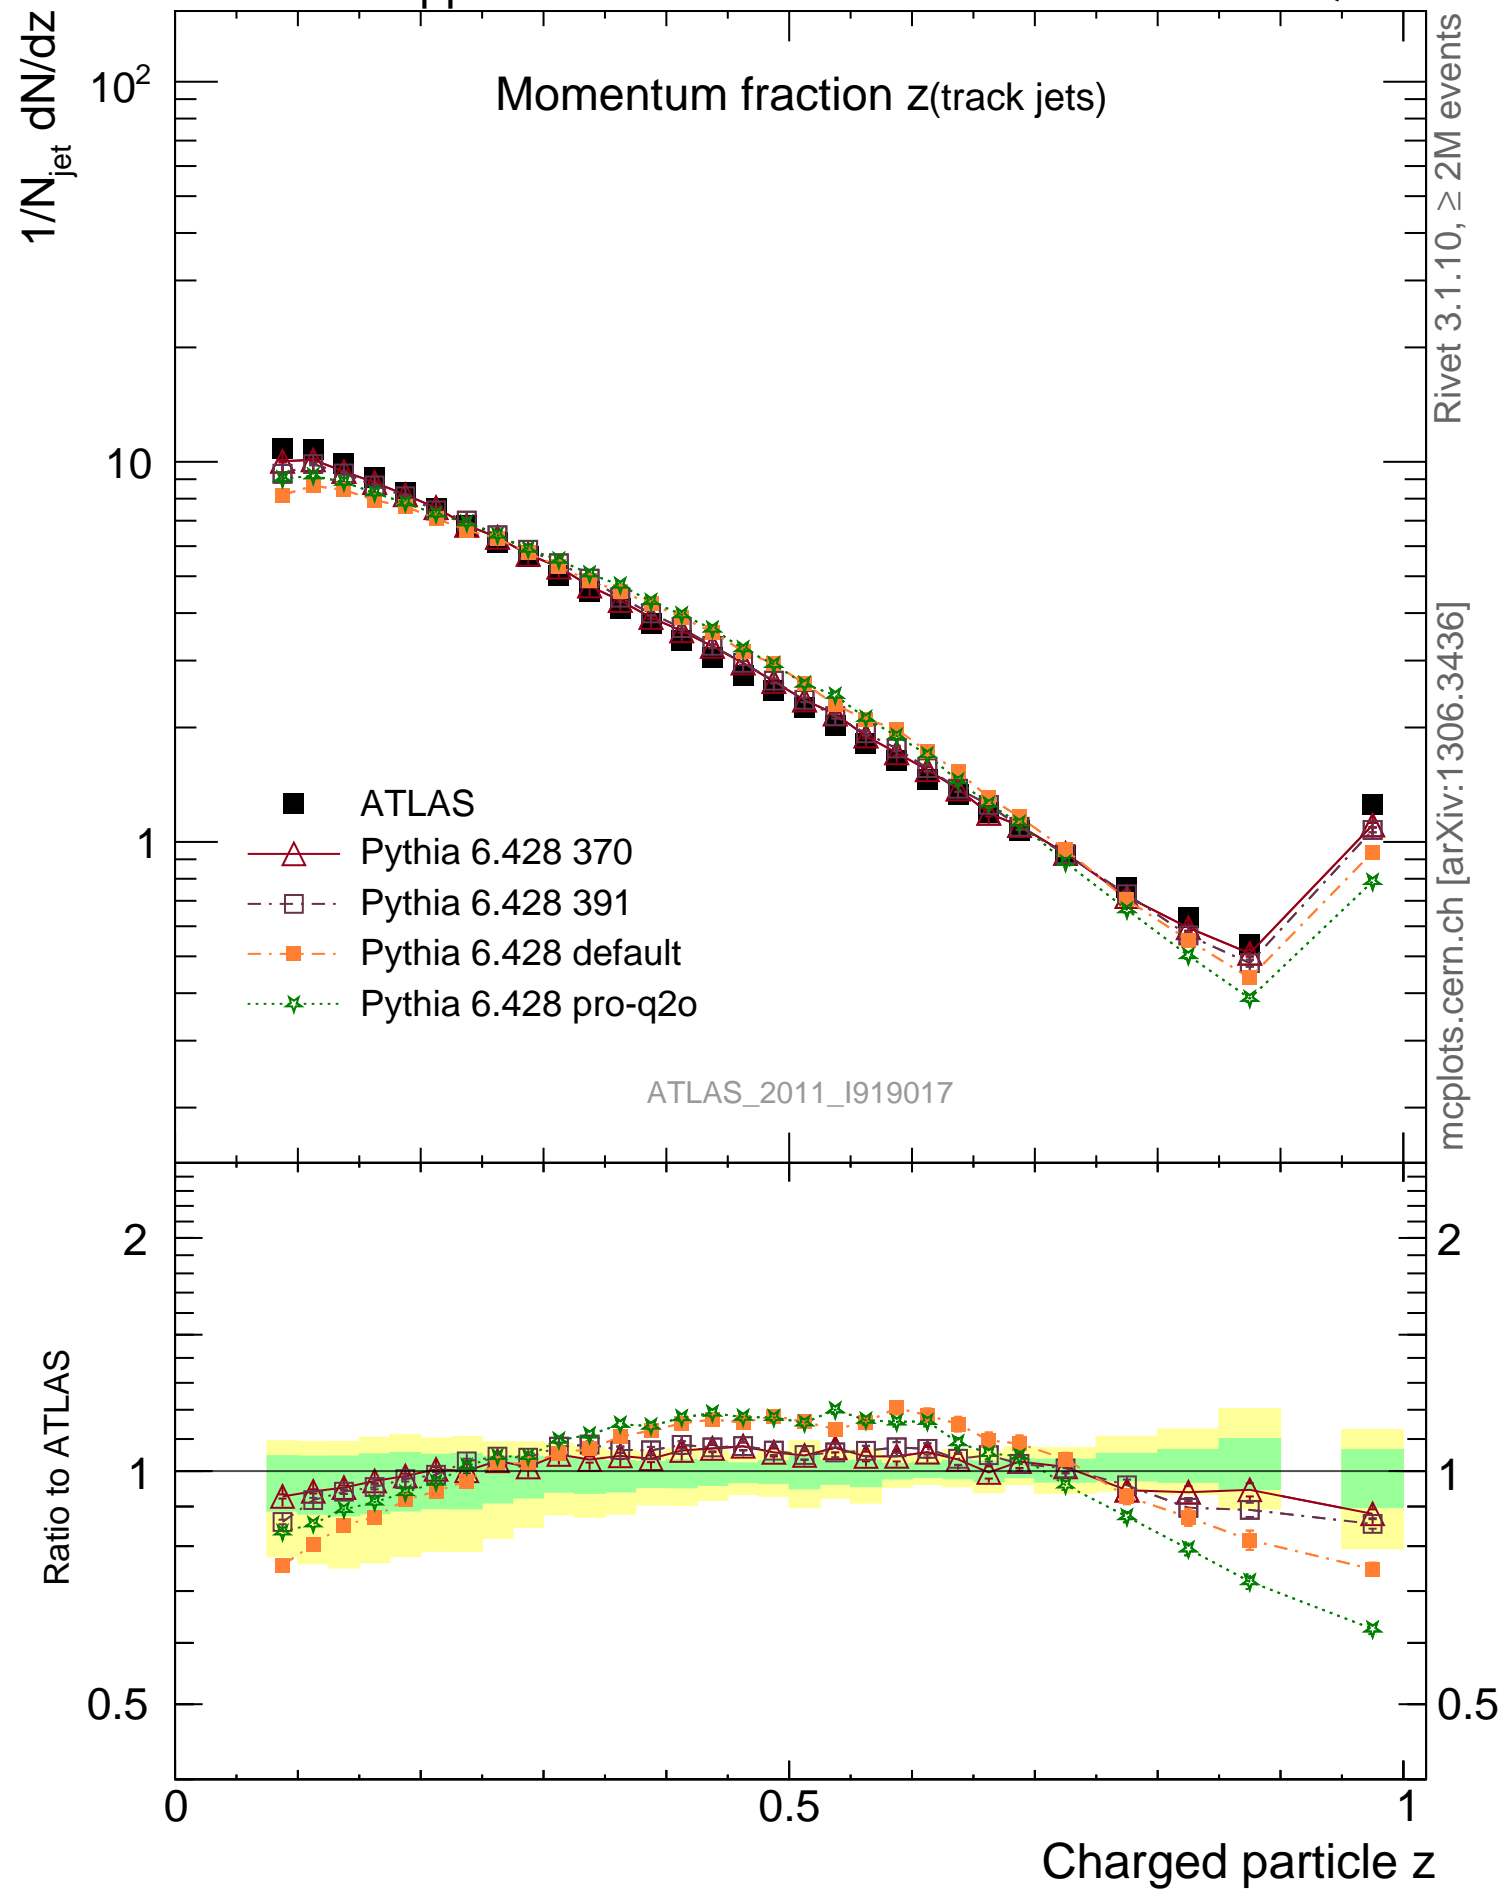 1/N_jet dN/dz
10^2
10
1
Momentum fraction z(track jets)
ATLAS
Pythia 6.428 370
Pythia 6.428 391
Pythia 6.428 default
Pythia 6.428 pro-q2o
ATLAS_2011_I919017
Rivet 3.1.10, ≥ 2M events
mcplots.cern.ch [arXiv:1306.3436]
Ratio to ATLAS
2
1
0.5
2
1
0.5
0
0.5
1
Charged particle z